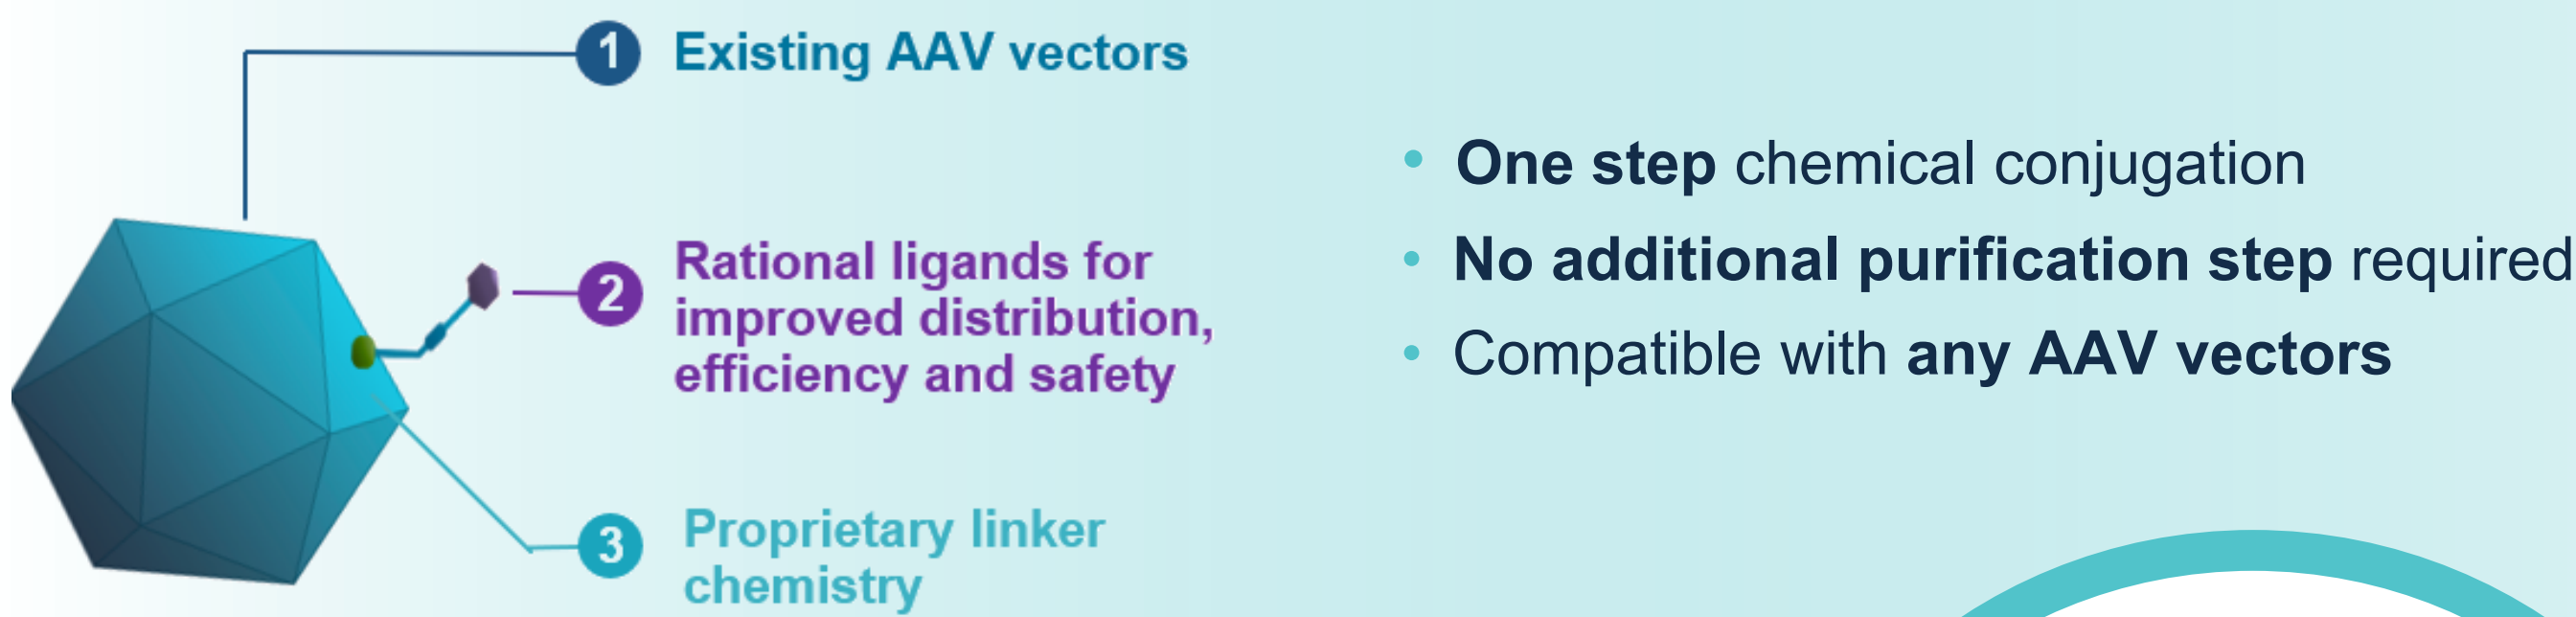 1 Existing AAV vectors
2 Rational ligands for
improved distribution,
efficiency and safety
3 Proprietary linker
chemistry
• One step chemical conjugation
• No additional purification step required
• Compatible with any AAV vectors